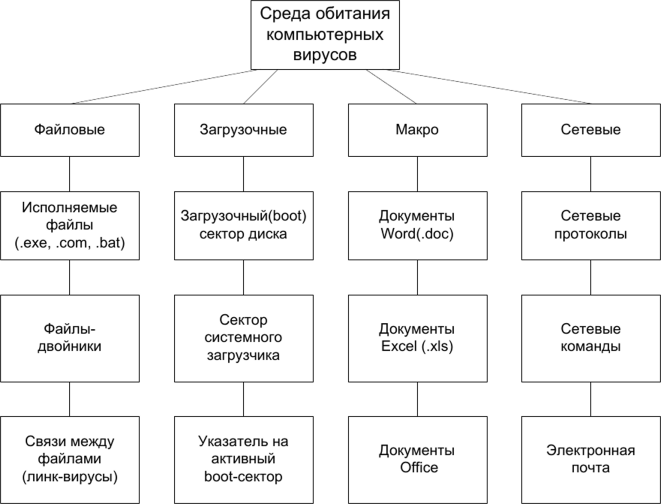 Среда обитания
компьютерных
вирусов
Файловые
Загрузочные
Макро
Сетевые
Исполняемые
файлы
(.exe, .com, .bat)
Загрузочный(boot)
сектор диска
Документы
Word(.doc)
Сетевые
протоколы
Файлы-
двойники
Сектор
системного
загрузчика
Документы
Excel (.xls)
Сетевые
команды
Связи между
файлами
(линк-вирусы)
Указатель на
активный
boot-сектор
Документы
Office
Электронная
почта